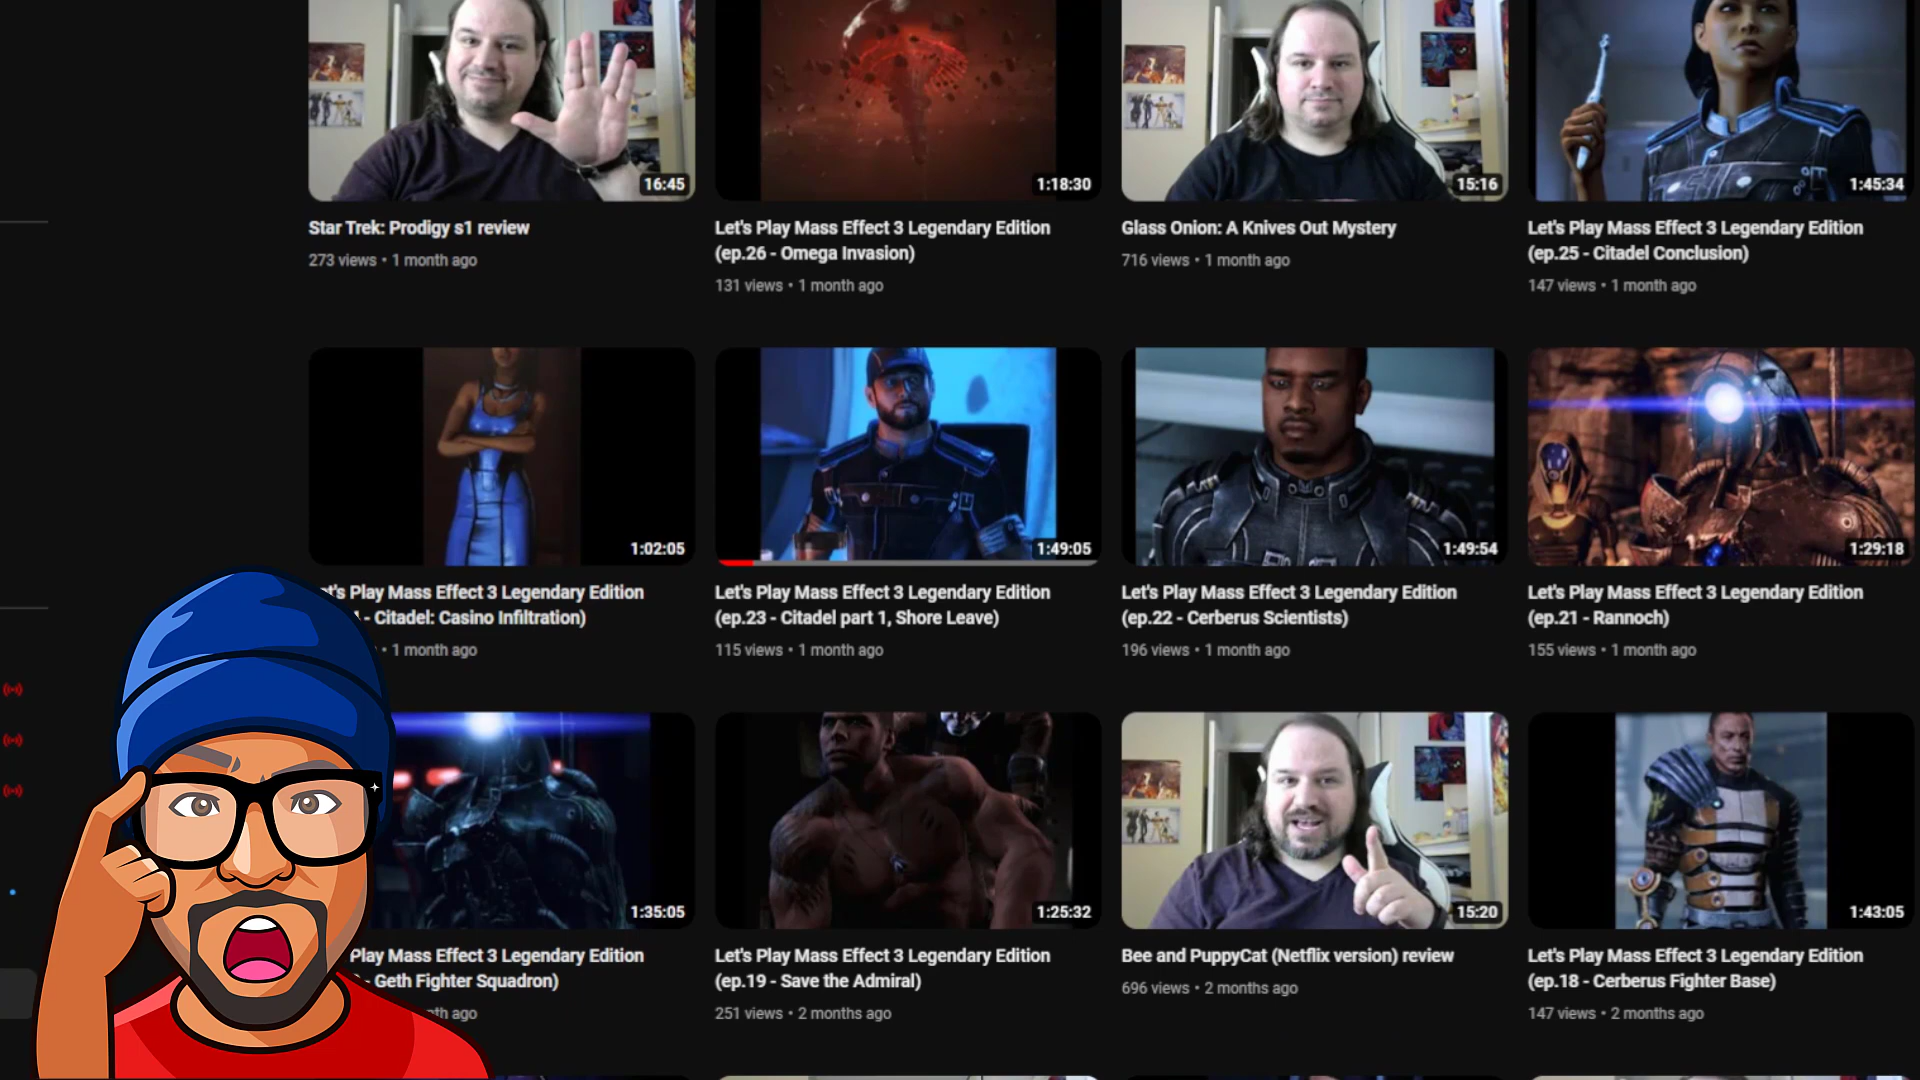 16:45
1:18:30
15:16
1:45:34
Star Trek: Prodigy s1 review
273 views • 1 month ago
Let's Play Mass Effect 3 Legendary Edition
(ep.26 - Omega Invasion)
131 views • 1 month ago
Glass Onion: A Knives Out Mystery
716 views • 1 month ago
Let's Play Mass Effect 3 Legendary Edition
(ep.25 - Citadel Conclusion)
147 views • 1 month ago
1:02:05
1:49:05
1:49:54
1:29:18
Play Mass Effect 3 Legendary Edition
- Citadel: Casino Infiltration)
• 1 month ago
Let's Play Mass Effect 3 Legendary Edition
(ep.23 - Citadel part 1, Shore Leave)
115 views • 1 month ago
Let's Play Mass Effect 3 Legendary Edition
(ep.22 - Cerberus Scientists)
196 views • 1 month ago
Let's Play Mass Effect 3 Legendary Edition
(ep.21 - Rannoch)
155 views • 1 month ago
1:35:05
1:25:32
15:20
1:43:05
Play Mass Effect 3 Legendary Edition
- Geth Fighter Squadron)
ago
Let's Play Mass Effect 3 Legendary Edition
(ep.19 - Save the Admiral)
251 views • 2 months ago
Bee and PuppyCat (Netflix version) review
696 views • 2 months ago
Let's Play Mass Effect 3 Legendary Edition
(ep.18 - Cerberus Fighter Base)
147 views • 2 months ago